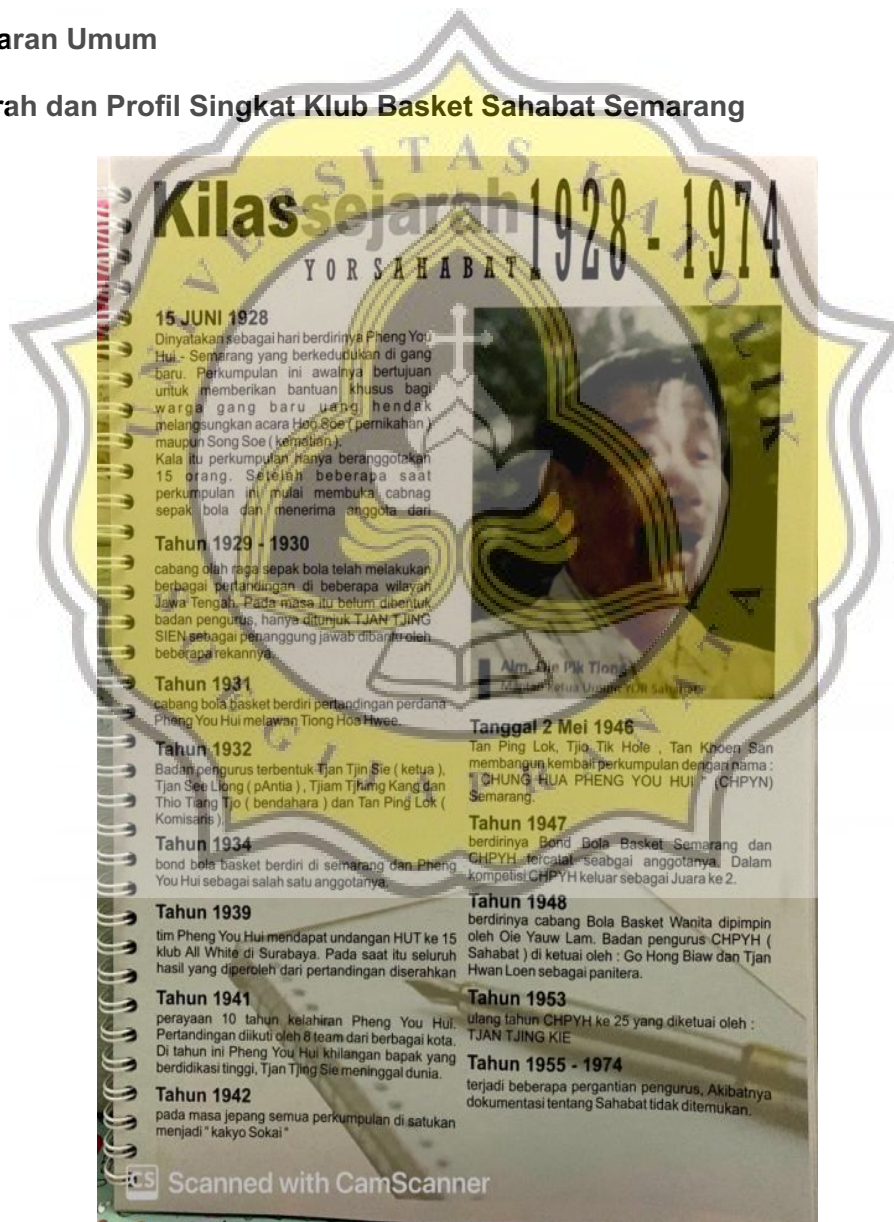 aran Umum
rah dan Profil Singkat Klub Basket Sahabat Semarang
UNIVERSITAS KATOLIK
SOEGIJAPRANATA
Kilassejarah 1928 - 1974
YOR SAHABAT
15 JUNI 1928
Dinyatakan sebagai hari berdirinya Pheng You
Hui.- Semarang yang berkedudukan di gang
baru. Perkumpulan ini awalnya bertujuan
untuk memberikan bantuan khusus bagi
warga gang baru uang hendak
melangsungkan acara Hoo Soe ( pernikahan )
maupun Song Soe ( kematian ).
Kala itu perkumpulan hanya beranggotakan
15 orang. Setelah beberapa saat
perkumpulan ini mulai membuka cabnag
sepak bola dan menerima anggota dari
Tahun 1929 - 1930
cabang olah raga sepak bola telah melakukan
berbagai pertandingan di beberapa wilayah
Jawa Tengah. Pada masa itu belum dibentuk
badan pengurus, hanya ditunjuk TJAN TJING
SIEN sebagai penanggung jawab dibantu oleh
beberapa rekannya.
Tahun 1931
cabang bola basket berdiri pertandingan perdana
Pheng You Hui melawan Tiong Hoa Hwee.
Tahun 1932
Badan pengurus terbentuk Tjan Tjin Sie ( ketua ),
Tjan See Liong ( pAntia ), Tjiam Tjhing Kang dan
Thio Tiang Tjo ( bendahara ) dan Tan Ping Lok (
Komisaris ).
Tahun 1934
bond bola basket berdiri di semarang dan Pheng
You Hui sebagai salah satu anggotanya.
Tahun 1939
tim Pheng You Hui mendapat undangan HUT ke 15
klub All White di Surabaya. Pada saat itu seluruh
hasil yang diperoleh dari pertandingan diserahkan
Tahun 1941
perayaan 10 tahun kelahiran Pheng You Hui.
Pertandingan diikuti oleh 8 team dari berbagai kota.
Di tahun ini Pheng You Hui khilangan bapak yang
berdidikasi tinggi, Tjan Tjing Sie meninggal dunia.
Tahun 1942
pada masa jepang semua perkumpulan di satukan
menjadi " kakyo Sokai "
Alm. Oie Pik Tiong
Mantan Ketua Umum YOR Sahabat
Tanggal 2 Mei 1946
Tan Ping Lok, Tjio Tik Hole , Tan Khoen San
membangun kembali perkumpulan dengan nama :
" CHUNG HUA PHENG YOU HUI " (CHPYN)
Semarang.
Tahun 1947
berdirinya Bond Bola Basket Semarang dan
CHPYH tercatat seabgai anggotanya. Dalam
kompetisi CHPYH keluar sebagai Juara ke 2.
Tahun 1948
berdirinya cabang Bola Basket Wanita dipimpin
oleh Oie Yauw Lam. Badan pengurus CHPYH (
Sahabat ) di ketuai oleh : Go Hong Biaw dan Tjan
Hwan Loen sebagai panitera.
Tahun 1953
ulang tahun CHPYH ke 25 yang diketuai oleh :
TJAN TJING KIE
Tahun 1955 - 1974
terjadi beberapa pergantian pengurus, Akibatnya
dokumentasi tentang Sahabat tidak ditemukan.
CS Scanned with CamScanner